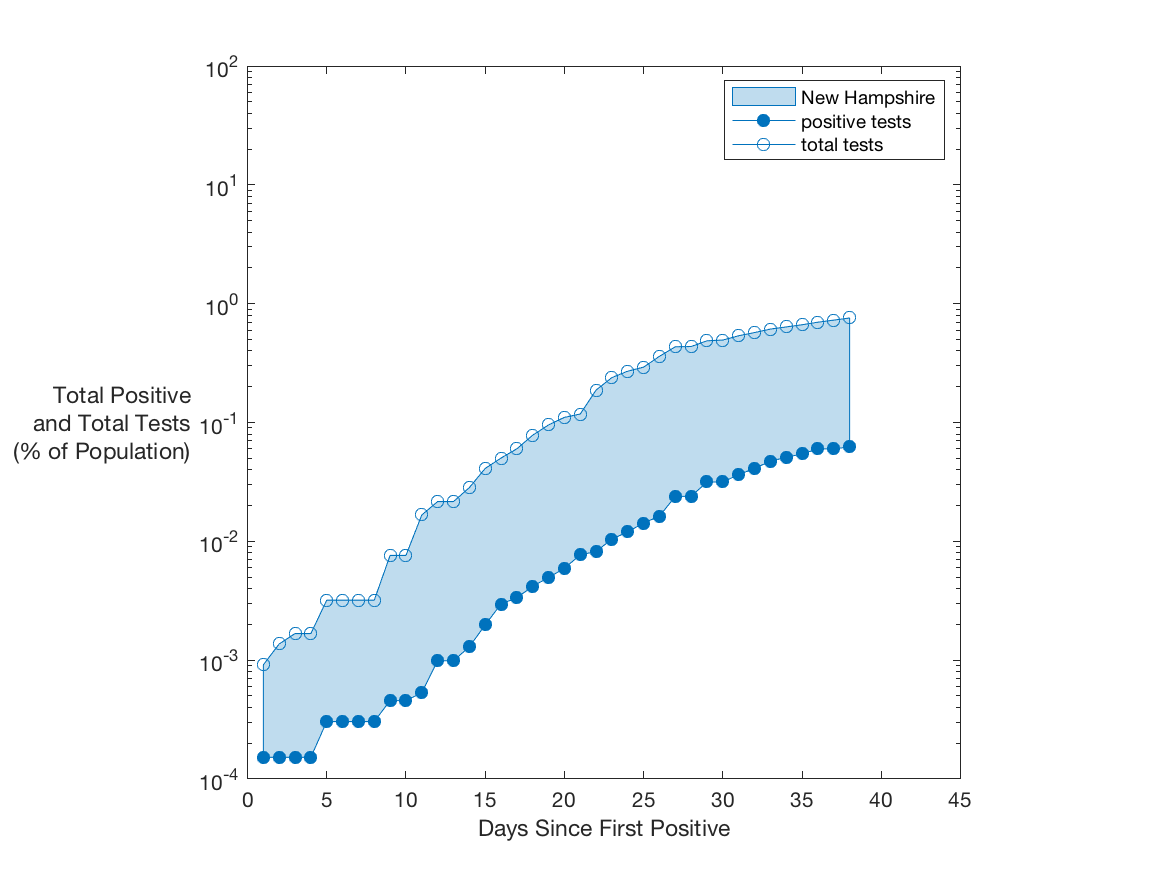 10^2
10^1
10^0
10^-1
10^-2
10^-3
10^-4
Total Positive
and Total Tests
(% of Population)
New Hampshire
positive tests
total tests
0 5 10 15 20 25 30 35 40 45
Days Since First Positive